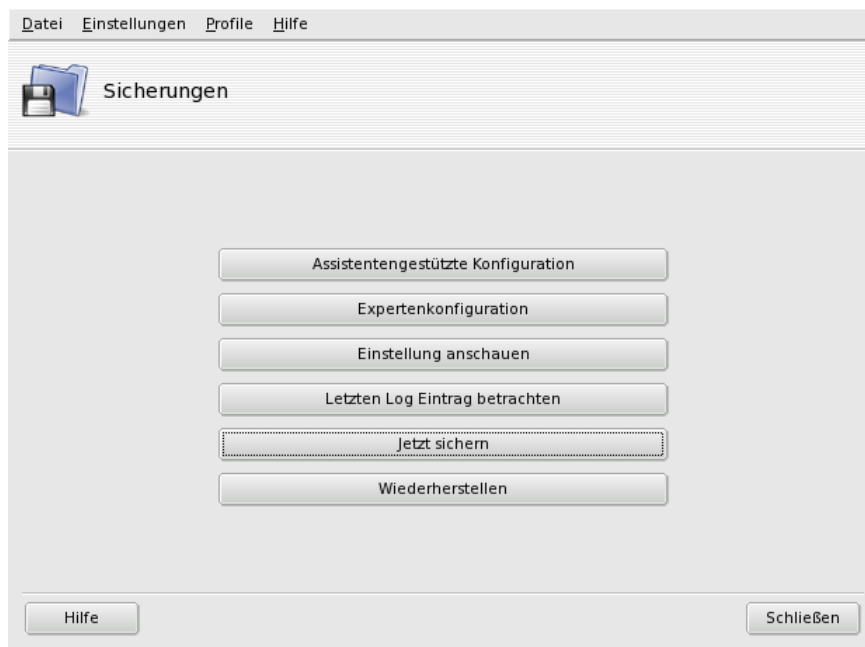 Datei Einstellungen Profile Hilfe
Sicherungen
Assistentengestützte Konfiguration
Expertenkonfiguration
Einstellung anschauen
Letzten Log Eintrag betrachten
Jetzt sichern
Wiederherstellen
Hilfe Schließen